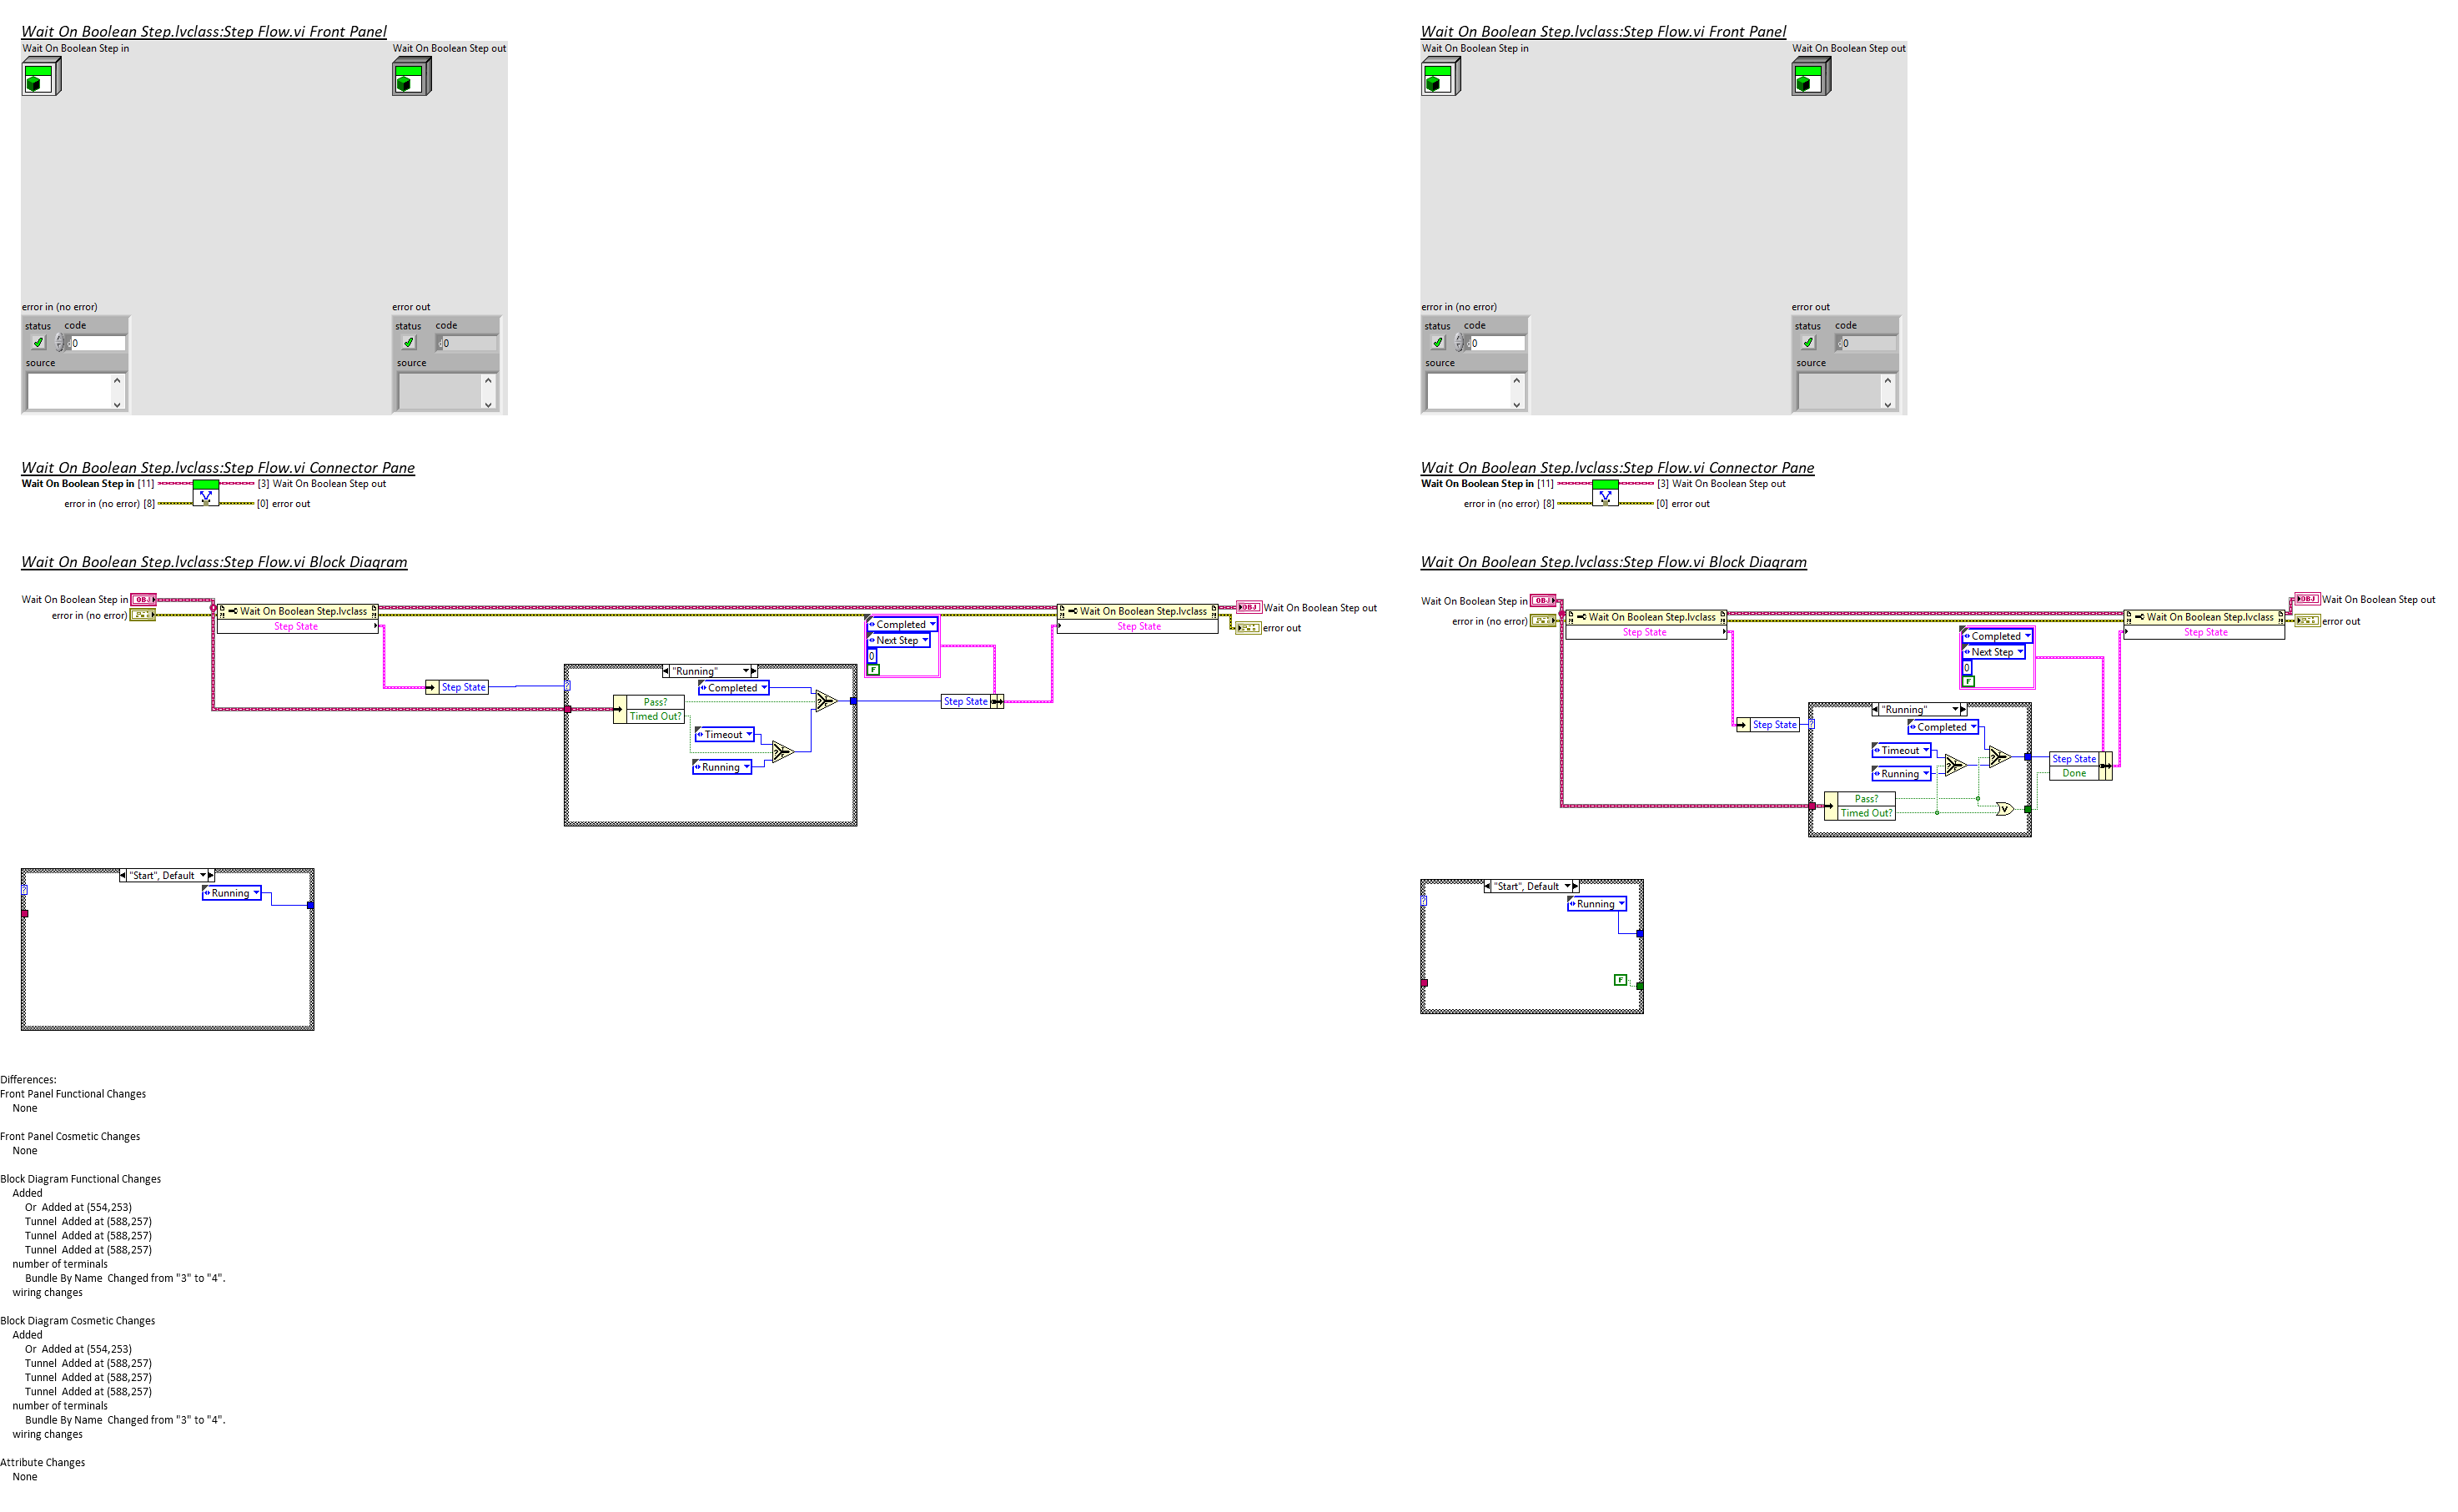 Wait On Boolean Step.lvclass:Step Flow.vi Front Panel
Wait On Boolean Step in
Wait On Boolean Step out
error in (no error)
error out
status code
0
source
status code
0
source
Wait On Boolean Step.lvclass:Step Flow.vi Connector Pane
Wait On Boolean Step in [11]
[3] Wait On Boolean Step out
error in (no error) [8]
[0] error out
Wait On Boolean Step.lvclass:Step Flow.vi Block Diagram
Wait On Boolean Step in
OBJ
error in (no error)
Wait On Boolean Step.lvclass
Step State
Step State
?
"Running"
Completed
Pass?
Timed Out?
Timeout
Running
Completed
Next Step
0
F
Step State
Wait On Boolean Step.lvclass
Step State
OBJ
Wait On Boolean Step out
error out
"Start", Default
?
Running
Wait On Boolean Step.lvclass:Step Flow.vi Front Panel
Wait On Boolean Step in
Wait On Boolean Step out
error in (no error)
error out
status code
0
source
status code
0
source
Wait On Boolean Step.lvclass:Step Flow.vi Connector Pane
Wait On Boolean Step in [11]
[3] Wait On Boolean Step out
error in (no error) [8]
[0] error out
Wait On Boolean Step.lvclass:Step Flow.vi Block Diagram
Wait On Boolean Step in
OBJ
error in (no error)
Wait On Boolean Step.lvclass
Step State
Step State
?
"Running"
Completed
Timeout
Running
Pass?
Timed Out?
V
Completed
Next Step
0
F
Step State
Done
Wait On Boolean Step.lvclass
Step State
OBJ
Wait On Boolean Step out
error out
"Start", Default
?
Running
F
Differences:
Front Panel Functional Changes
None
Front Panel Cosmetic Changes
None
Block Diagram Functional Changes
Added
Or Added at (554,253)
Tunnel Added at (588,257)
Tunnel Added at (588,257)
Tunnel Added at (588,257)
number of terminals
Bundle By Name Changed from "3" to "4".
wiring changes
Block Diagram Cosmetic Changes
Added
Or Added at (554,253)
Tunnel Added at (588,257)
Tunnel Added at (588,257)
Tunnel Added at (588,257)
number of terminals
Bundle By Name Changed from "3" to "4".
wiring changes
Attribute Changes
None